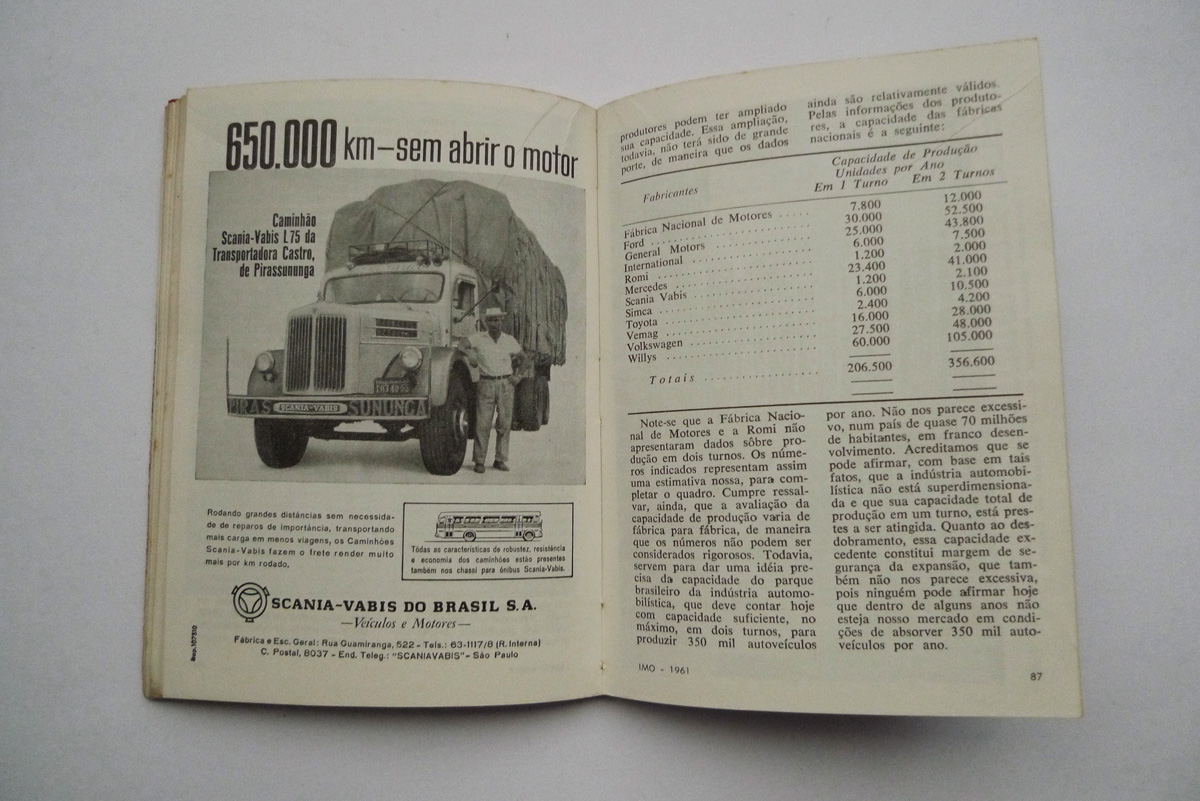 650.000 km—sem abrir o motor
Caminhão
Scania-Vabis L75 da
Transportadora Castro,
de Pirassununga
PIRAS SCANIA-VABIS SUNUNGA
Rodando grandes distâncias sem necessida-
de de reparos de importância, transportando
mais carga em menos viagens, os Caminhões
Scania-Vabis fazem o frete render muito
mais por km rodado,
Tôdas as características de robustez, resistência
e economia dos caminhões estão presentes
também nos chassi para ônibus Scania-Vabis.
SCANIA-VABIS DO BRASIL S.A.
—Veículos e Motores—
Fábrica e Esc. Geral: Rua Guamiranga, 522 - Tels.: 63-1117/8 (R. Interna)
C. Postal, 8037 - End. Teleg.: "SCANIAVABIS" - São Paulo
produtores podem ter ampliado
sua capacidade. Essa ampliação,
todavia, não terá sido de grande
porte, de maneira que os dados
ainda são relativamente válidos.
Pelas informações dos produto-
res, a capacidade das fábricas
nacionais é a seguinte:
Capacidade de Produção
Unidades por Ano
Fabricantes Em 1 Turno Em 2 Turnos
Fábrica Nacional de Motores ..... 7.800 12.000
Ford ..... 30.000 52.500
General Motors ..... 25.000 43.800
International ..... 6.000 7.500
Romi ..... 1.200 2.000
Mercedes ..... 23.400 41.000
Scania Vabis ..... 1.200 2.100
Simca ..... 6.000 10.500
Toyota ..... 2.400 4.200
Vemag ..... 16.000 28.000
Volkswagen ..... 27.500 48.000
Willys ..... 60.000 105.000
Totais ..... 206.500 356.600
Note-se que a Fábrica Nacio-
nal de Motores e a Romi não
apresentaram dados sôbre pro-
dução em dois turnos. Os núme-
ros indicados representam assim
uma estimativa nossa, para com-
pletar o quadro. Cumpre ressal-
var, ainda, que a avaliação da
capacidade de produção varia de
fábrica para fábrica, de maneira
que os números não podem ser
considerados rigorosos. Todavia,
servem para dar uma idéia pre-
cisa da capacidade do parque
brasileiro da indústria automo-
bilística, que deve contar hoje
com capacidade suficiente, no
máximo, em dois turnos, para
produzir 350 mil autoveículos
por ano. Não nos parece excessi-
vo, num país de quase 70 milhões
de habitantes, em franco desen-
volvimento. Acreditamos que se
pode afirmar, com base em tais
fatos, que a indústria automobi-
lística não está superdimensiona-
da e que sua capacidade total de
produção em um turno, está pres-
tes a ser atingida. Quanto ao des-
dobramento, essa capacidade ex-
cedente constitui margem de se-
gurança da expansão, que tam-
bém não nos parece excessiva,
pois ninguém pode afirmar hoje
que dentro de alguns anos não
esteja nosso mercado em condi-
ções de absorver 350 mil auto-
veículos por ano.
IMO - 1961
87